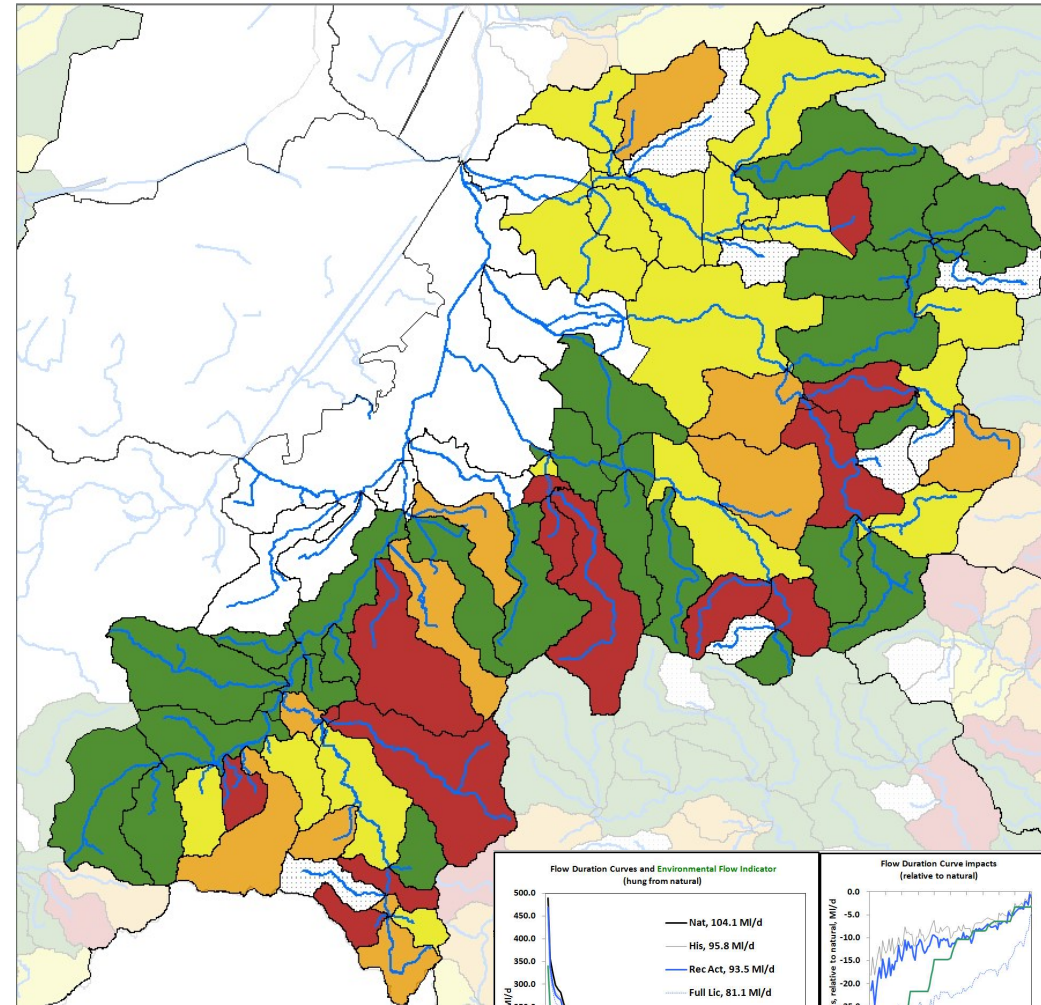 Flow Duration Curves and Environmental Flow Indicator
(hung from natural)
500.0
450.0
400.0
350.0
300.0
Nat, 104.1 Ml/d
His, 95.8 Ml/d
Rec Act, 93.5 Ml/d
Full Lic, 81.1 Ml/d
Ml/d
Flow Duration Curve impacts
(relative to natural)
0.0
-5.0
-10.0
-15.0
-20.0
relative to natural, Ml/d